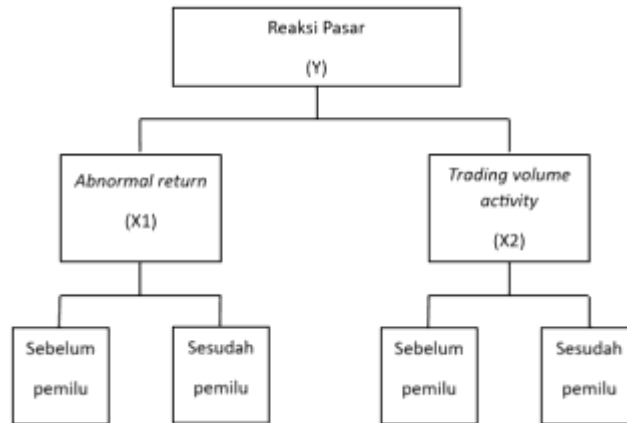 Reaksi Pasar
(Y)
Abnormal return
(X1)
Trading volume
activity
(X2)
Sebelum
pemilu
Sesudah
pemilu
Sebelum
pemilu
Sesudah
pemilu